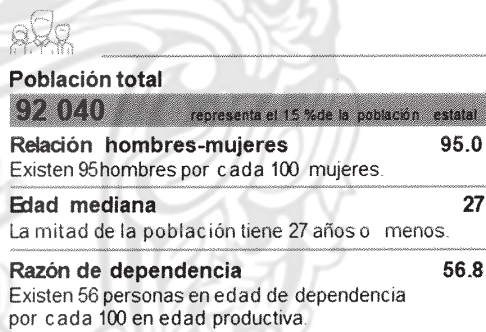 Población total
92 040 representa el 1.5 % de la población estatal
Relación hombres-mujeres 95.0
Existen 95 hombres por cada 100 mujeres.
Edad mediana 27
La mitad de la población tiene 27 años o menos.
Razón de dependencia 56.8
Existen 56 personas en edad de dependencia
por cada 100 en edad productiva.